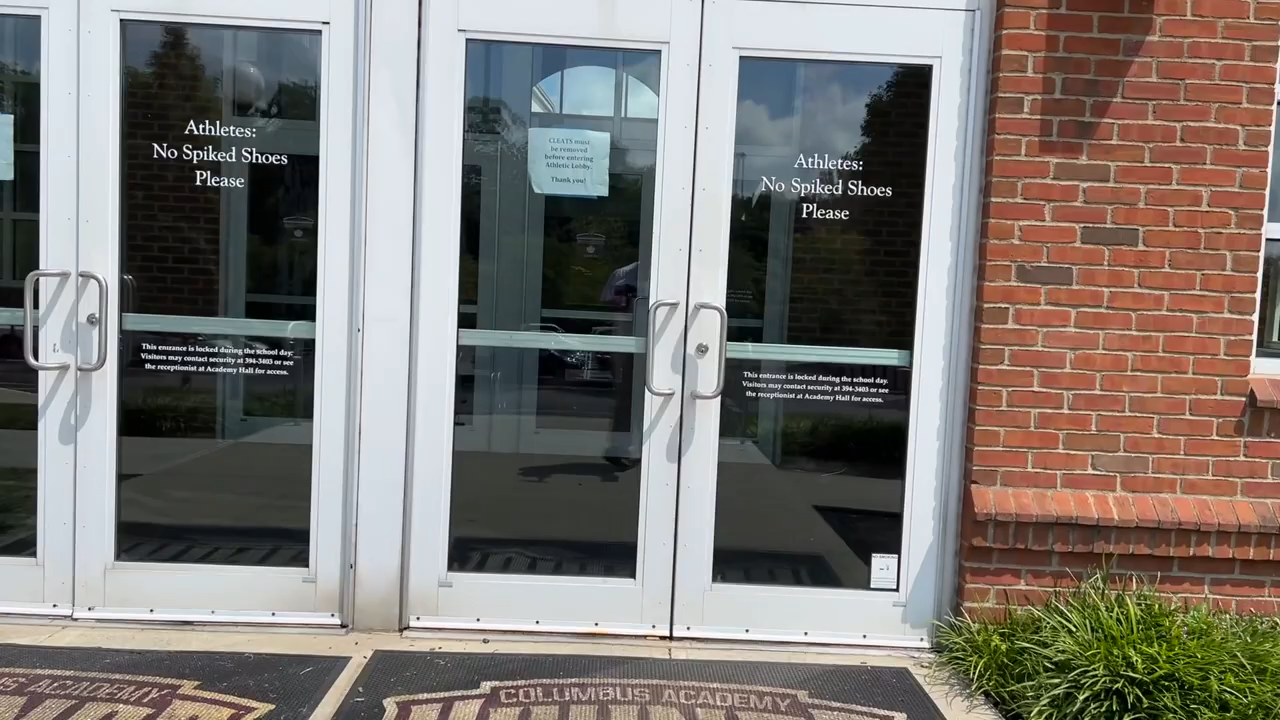 Athletes:
No Spiked Shoes
Please
This entrance is locked during the school day.
Visitors may contact security at 394-3403 or see
the receptionist at Academy Hall for access.
CLEATS must
be removed
before entering
Athletic Lobby.
Thank you!
Athletes:
No Spiked Shoes
Please
This entrance is locked during the school day.
Visitors may contact security at 394-3403 or see
the receptionist at Academy Hall for access.
NO SMOKING
ACADEMY
COLUMBUS ACADEMY